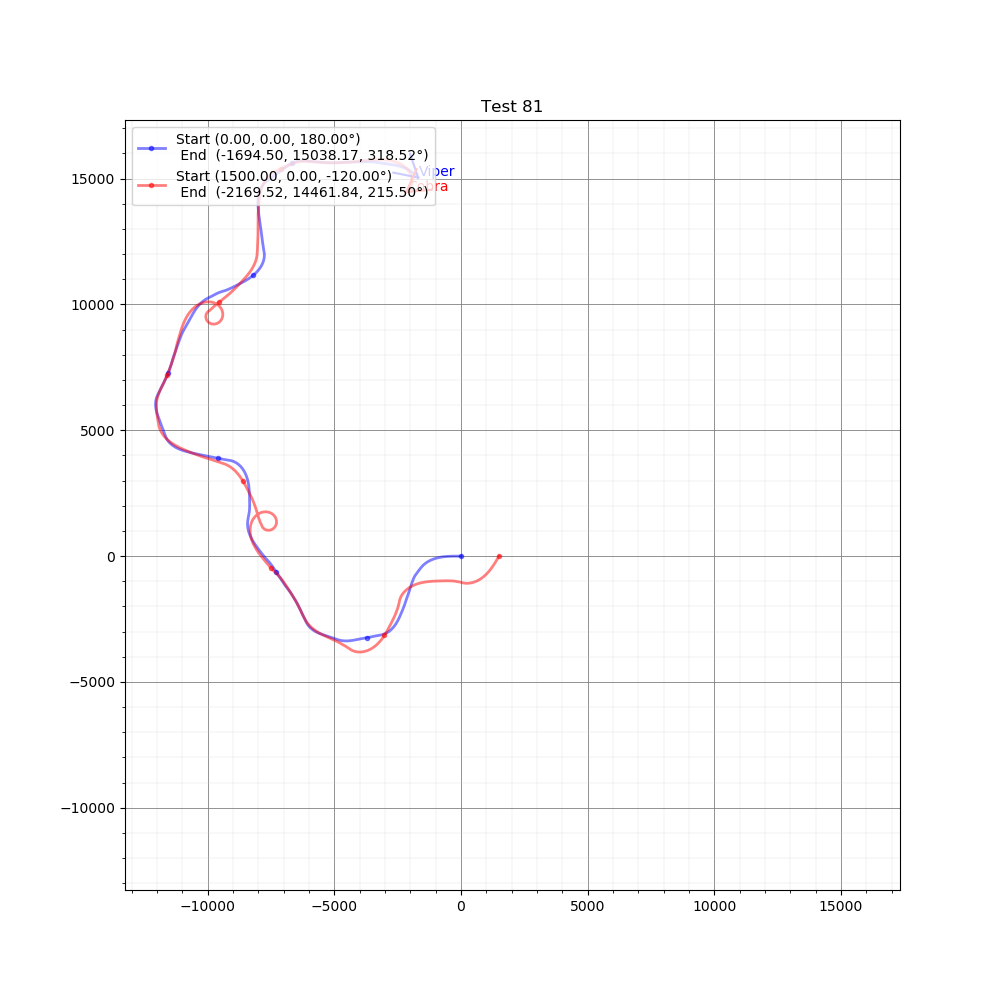 Test 81
Start (0.00, 0.00, 180.00°)
End (-1694.50, 15038.17, 318.52°)
Start (1500.00, 0.00, -120.00°)
End (-2169.52, 14461.84, 215.50°)
Viper
15000
10000
5000
0
−5000
−10000
−10000 −5000 0 5000 10000 15000